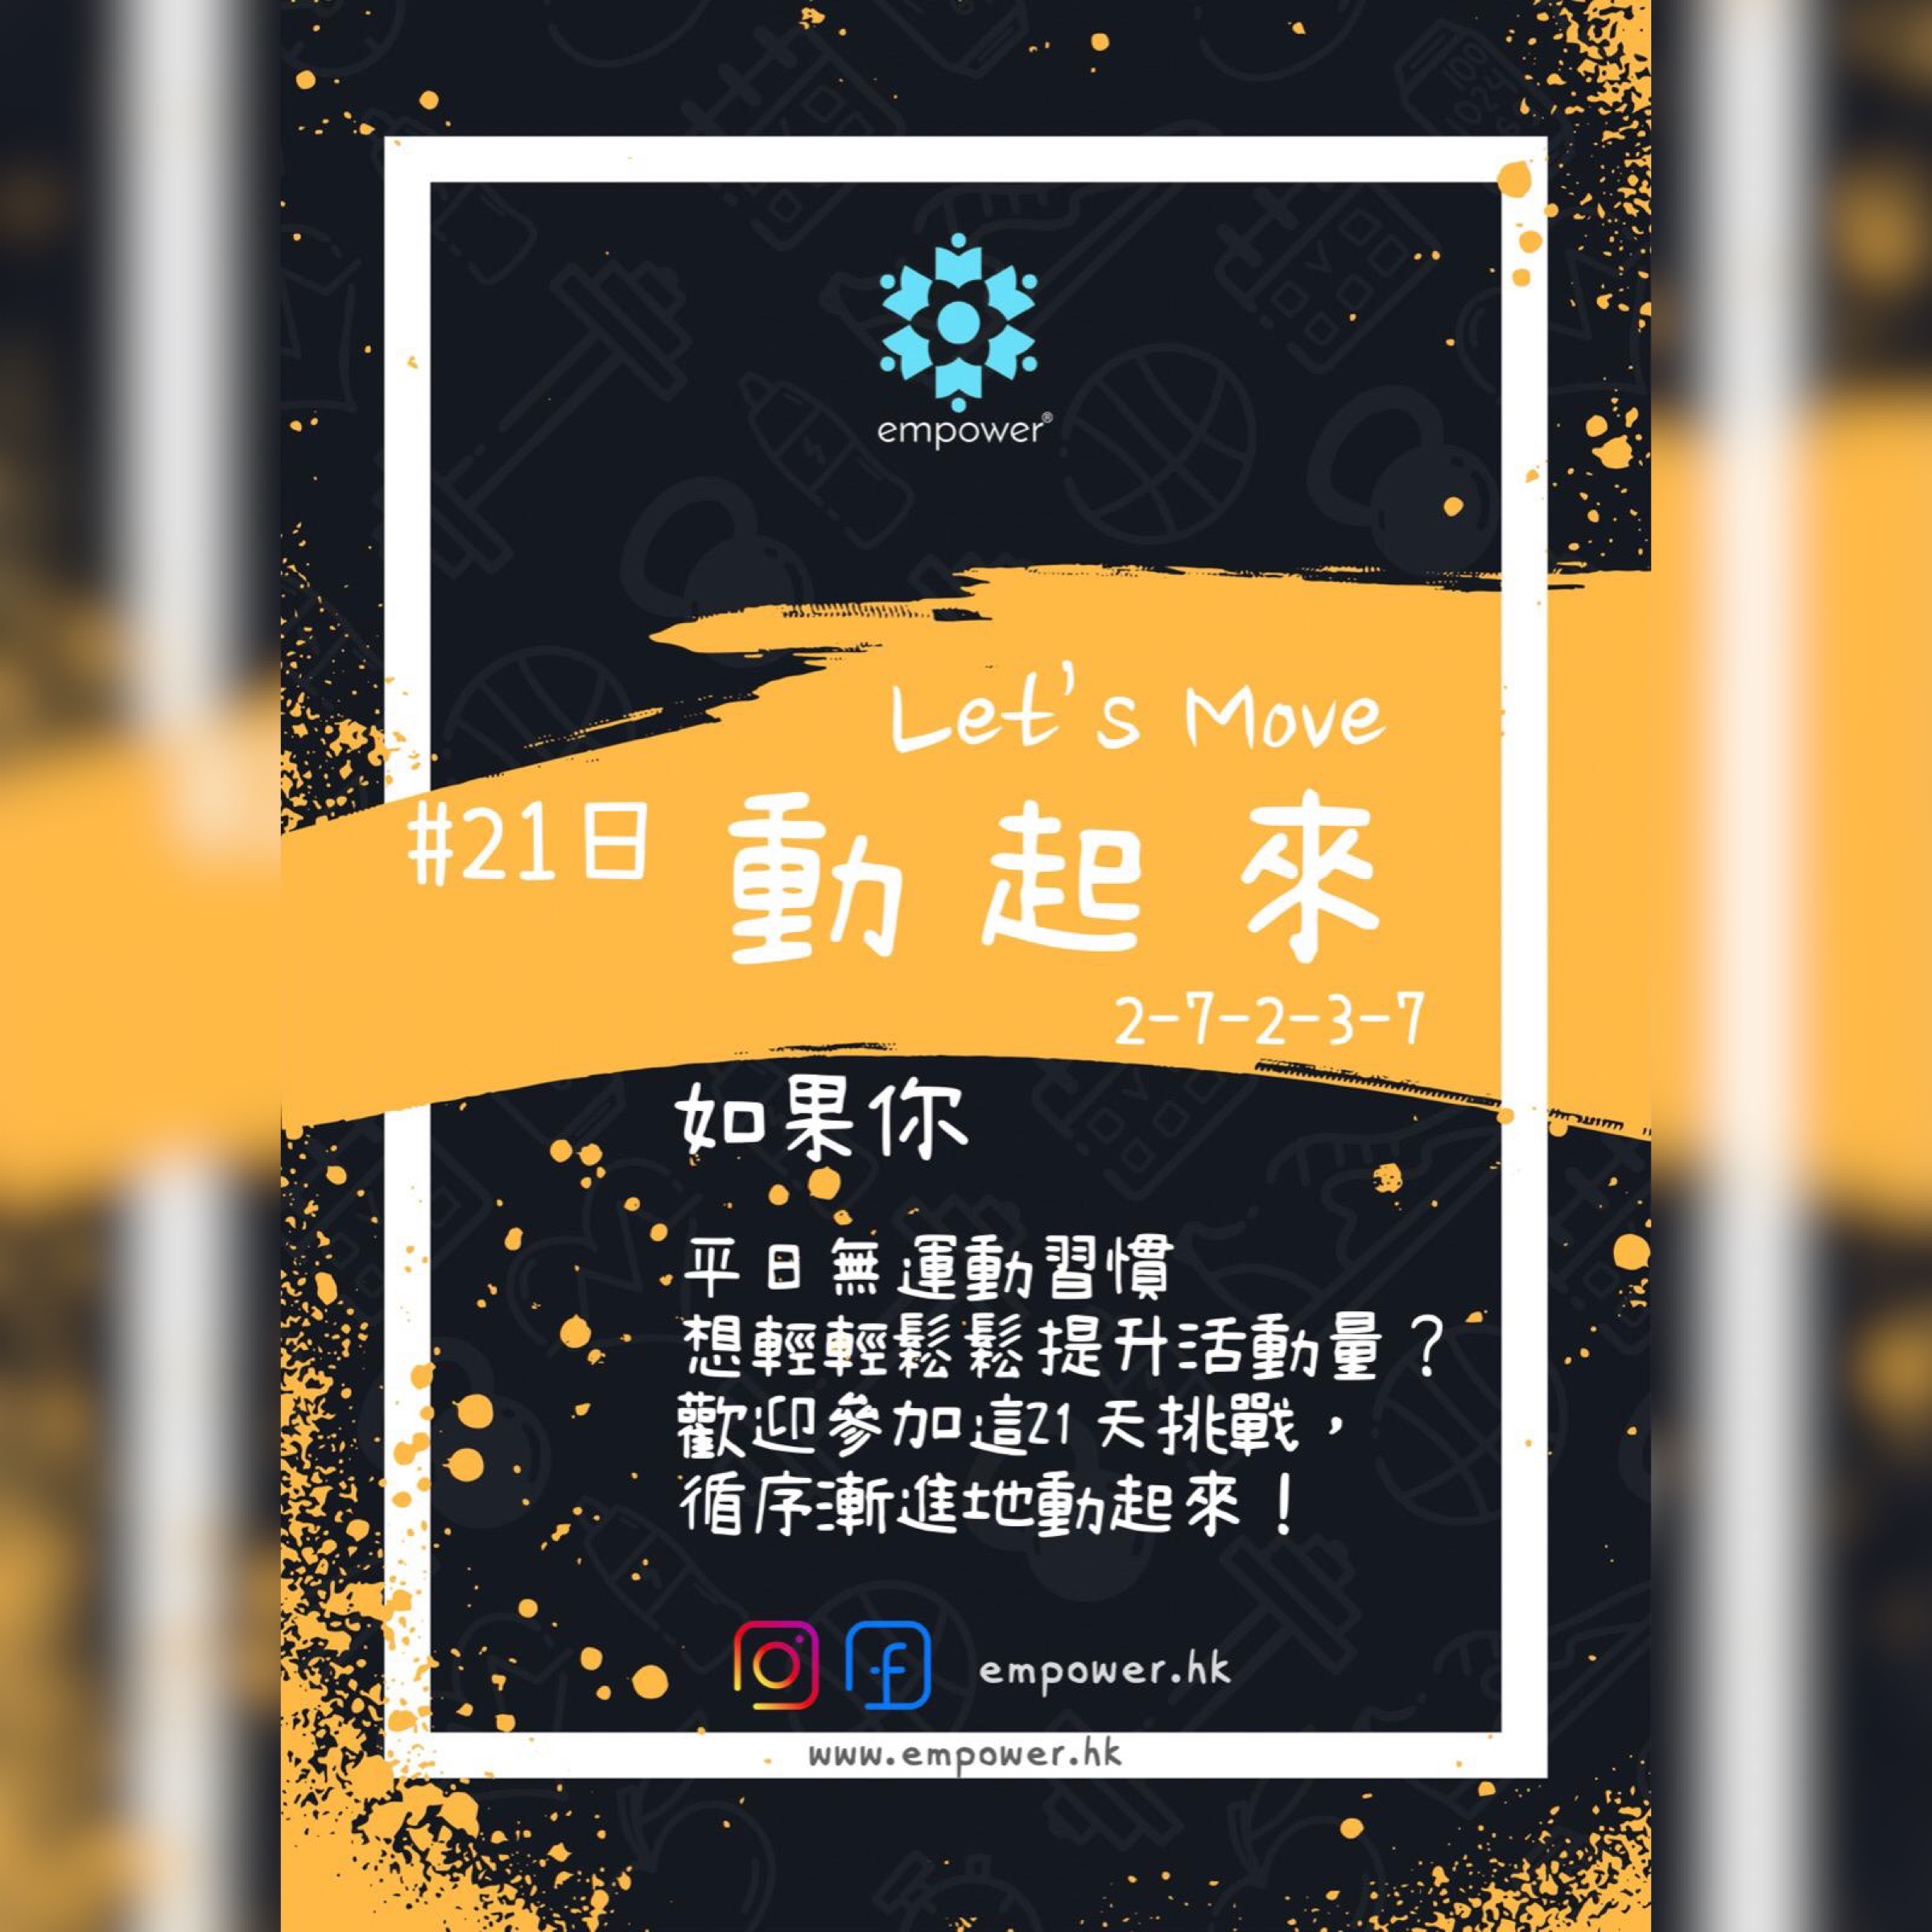 empower®
Let's Move
#21日 動起來
2-7-2-3-7
如果你
平日無運動習慣
想輕輕鬆鬆提升活動量？
歡迎參加這21天挑戰，
循序漸進地動起來！
empower.hk
www.empower.hk